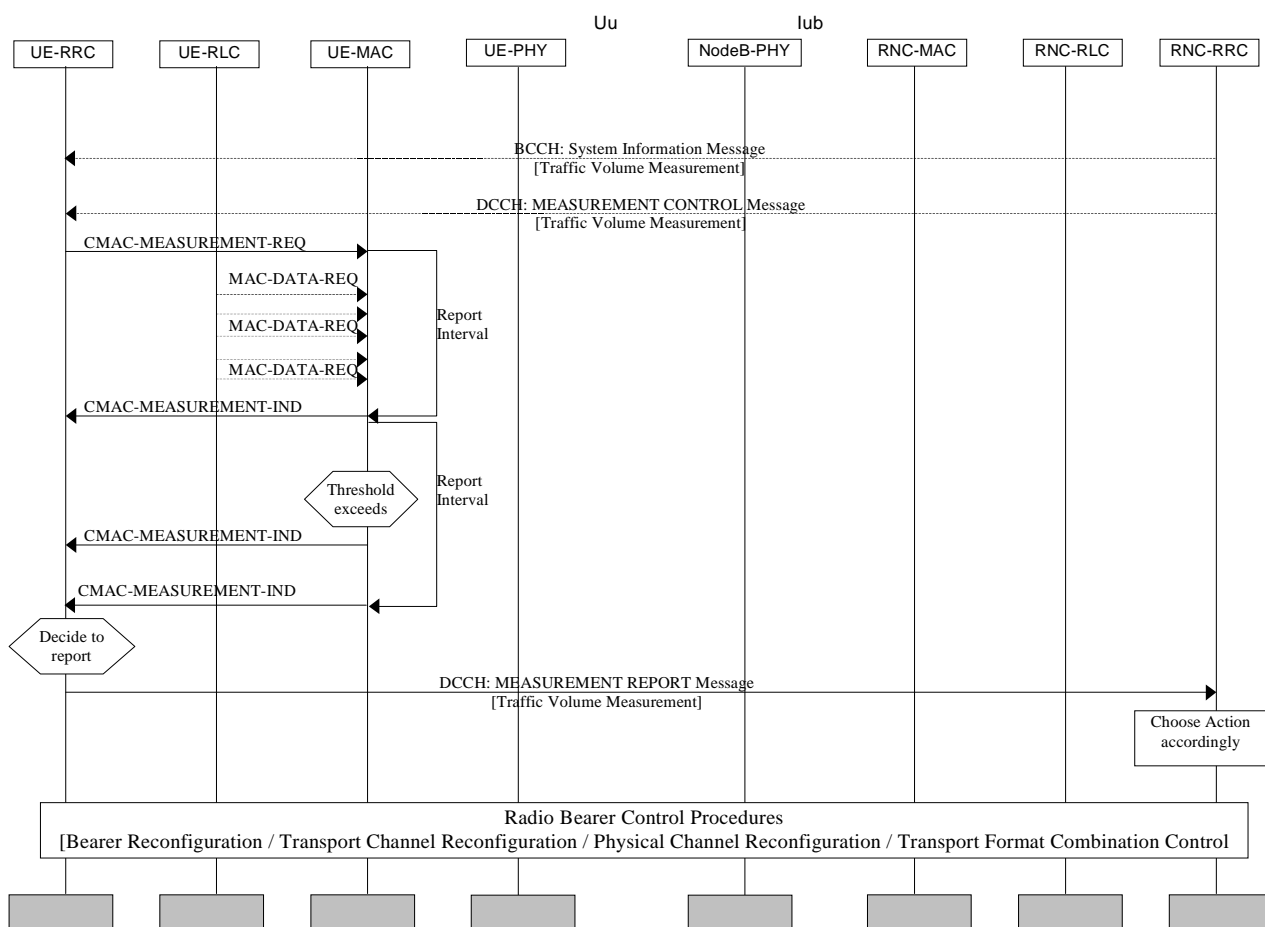 Uu Iub
UE-RRC UE-RLC UE-MAC UE-PHY NodeB-PHY RNC-MAC RNC-RLC RNC-RRC
BCCH: System Information Message
[Traffic Volume Measurement]
DCCH: MEASUREMENT CONTROL Message
[Traffic Volume Measurement]
CMAC-MEASUREMENT-REQ
MAC-DATA-REQ
MAC-DATA-REQ
MAC-DATA-REQ
Report
Interval
CMAC-MEASUREMENT-IND
Threshold
exceeds
Report
Interval
CMAC-MEASUREMENT-IND
CMAC-MEASUREMENT-IND
Decide to
report
DCCH: MEASUREMENT REPORT Message
[Traffic Volume Measurement]
Choose Action
accordingly
Radio Bearer Control Procedures
[Bearer Reconfiguration / Transport Channel Reconfiguration / Physical Channel Reconfiguration / Transport Format Combination Control